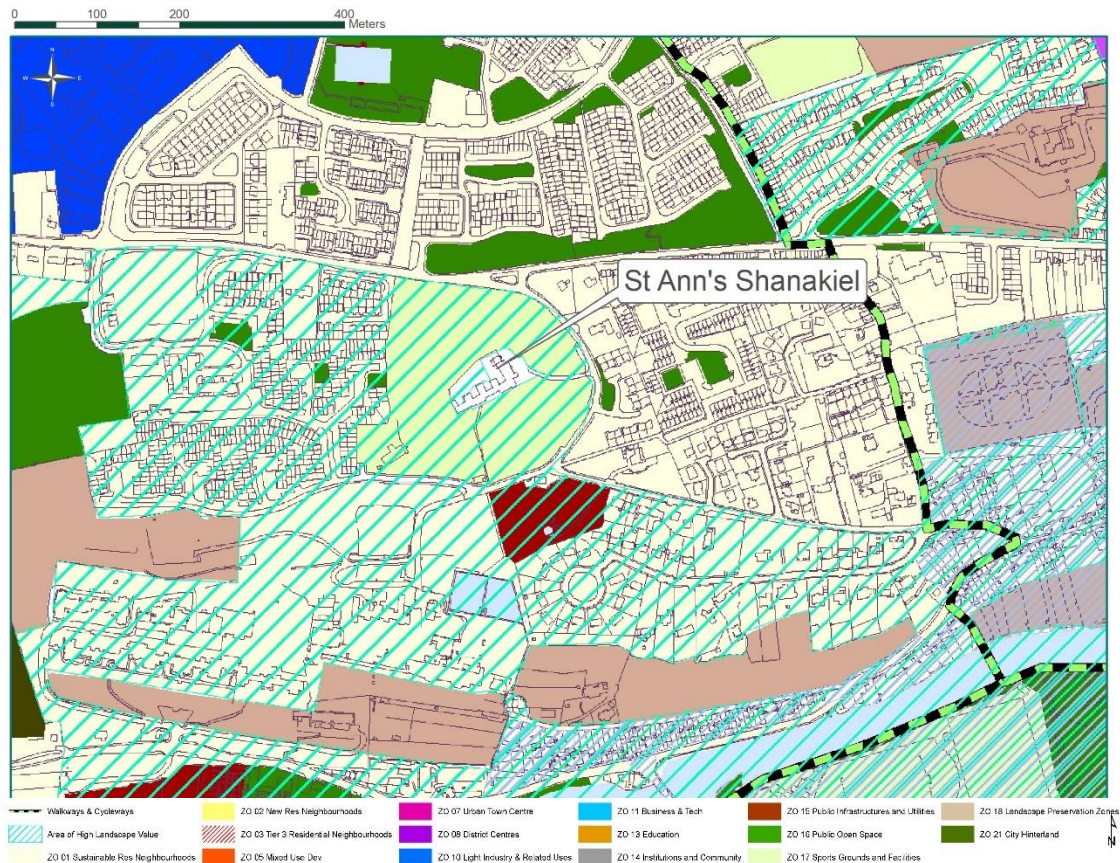 0 100 200 400
Meters
N
W E
S
St Ann's Shanakiel
Walkways & Cycleways
Area of High Landscape Value
ZO 01 Sustainable Res Neighbourhoods
ZO 02 New Res Neighbourhoods
ZO 03 Tier 3 Residential Neighbourhoods
ZO 05 Mixed Use Dev
ZO 07 Urban Town Centre
ZO 08 District Centres
ZO 10 Light Industry & Related Uses
ZO 11 Business & Tech
ZO 13 Education
ZO 14 Institutions and Community
ZO 15 Public Infrastructures and Utilities
ZO 16 Public Open Space
ZO 17 Sports Grounds and Facilities
ZO 18 Landscape Preservation Zones
ZO 21 City Hinterland
N